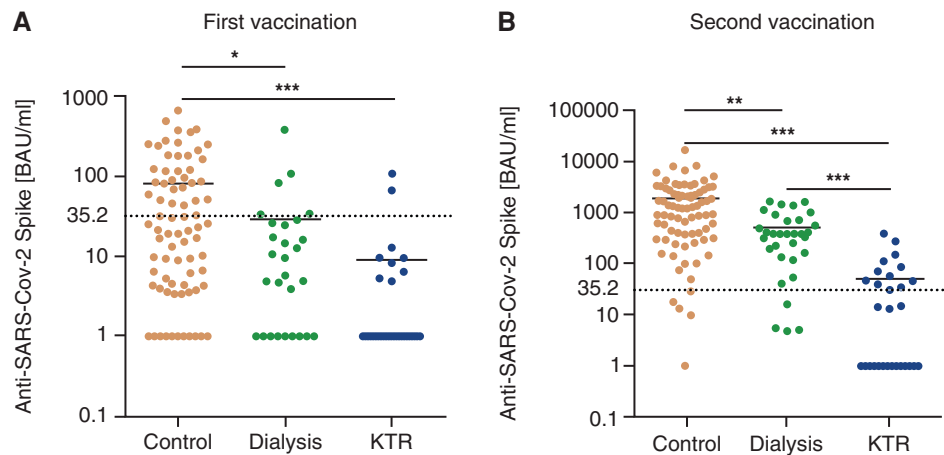 A
First vaccination
*
***
Anti-SARS-Cov-2 Spike [BAU/ml]
1000
100
35.2
10
1
0.1
Control
Dialysis
KTR
B
Second vaccination
**
***
***
Anti-SARS-Cov-2 Spike [BAU/ml]
100000
10000
1000
100
35.2
10
1
0.1
Control
Dialysis
KTR